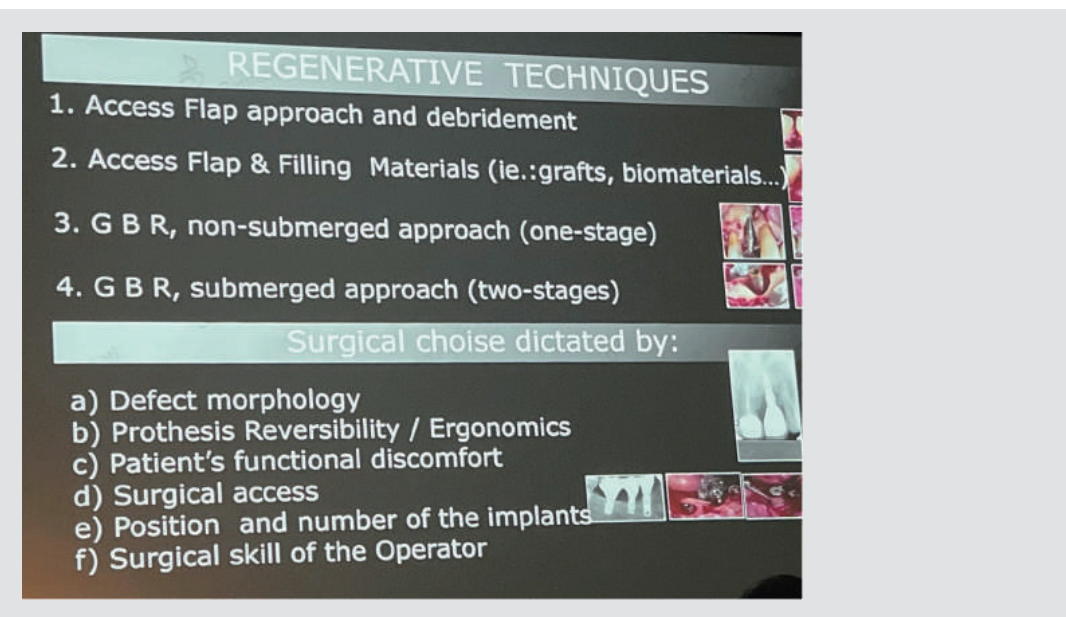 REGENERATIVE TECHNIQUES
1. Access Flap approach and debridement
2. Access Flap & Filling Materials (ie.:grafts, biomaterials...)
3. G B R, non-submerged approach (one-stage)
4. G B R, submerged approach (two-stages)
Surgical choise dictated by:
a) Defect morphology
b) Prothesis Reversibility / Ergonomics
c) Patient's functional discomfort
d) Surgical access
e) Position and number of the implants
f) Surgical skill of the Operator